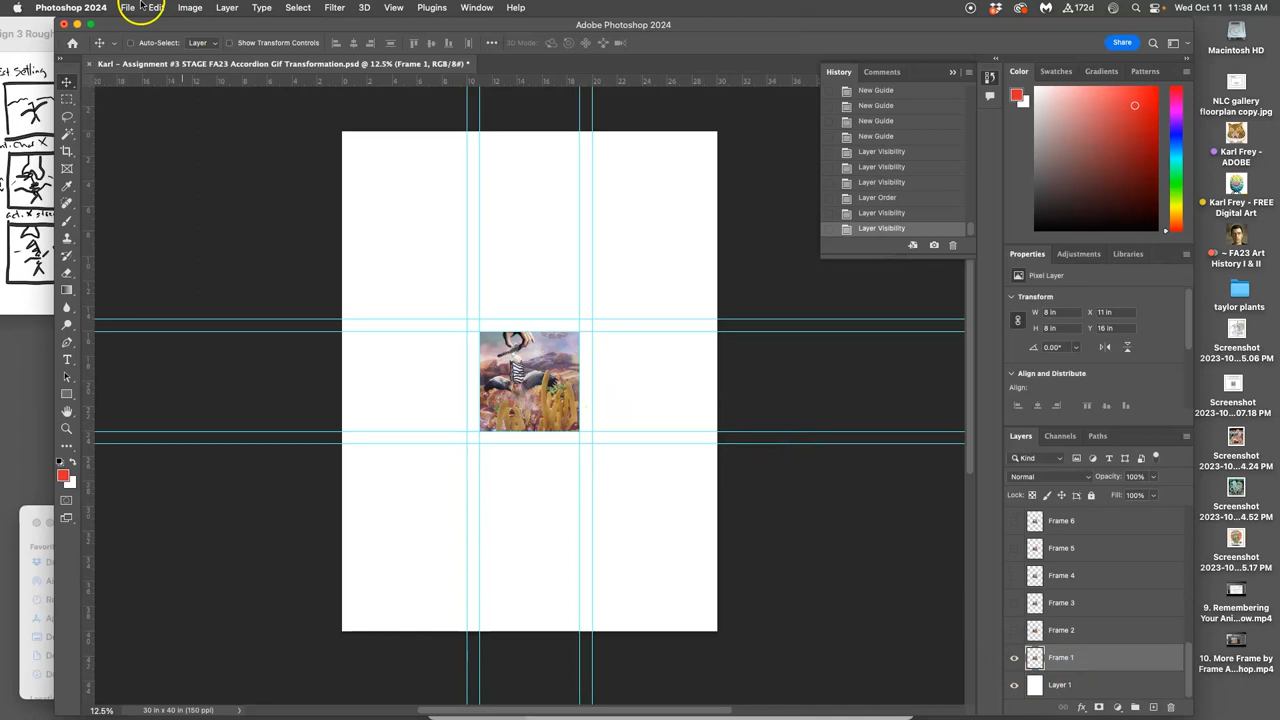 Photoshop 2024 File Edit Image Layer Type Select Filter 3D View Plugins Window Help 172d Wed Oct 11 11:38 AM
Adobe Photoshop 2024
Auto-Select: Layer Show Transform Controls 3D Mode: Share
Karl – Assignment #3 STAGE FA23 Accordion Gif Transformation.psd @ 12.5% (Frame 1, RGB/8#) *
History Comments
New Guide
New Guide
New Guide
New Guide
Layer Visibility
Layer Visibility
Layer Visibility
Layer Order
Layer Visibility
Layer Visibility
Color Swatches Gradients Patterns
Properties Adjustments Libraries
Pixel Layer
Transform
W: 8 in X: 11 in
H: 8 in Y: 16 in
0.00°
Align and Distribute
Align:
Layers Channels Paths
Kind
Normal Opacity: 100%
Lock: Fill: 100%
Frame 6
Frame 5
Frame 4
Frame 3
Frame 2
Frame 1
Layer 1
12.5% 30 in x 40 in (150 ppi)
Favori
Macintosh HD
NLC gallery
floorplan copy.jpg
Karl Frey -
ADOBE
Karl Frey - FREE
Digital Art
~ FA23 Art
History I & II
taylor plants
Screenshot
2023-10...5.06 PM
Screenshot
2023-10...07.18 PM
Screenshot
2023-10...4.24 PM
Screenshot
2023-10...4.52 PM
Screenshot
2023-10...5.17 PM
9. Remembering
Your Ani...ow.mp4
10. More Frame by
Frame A...hop.mp4